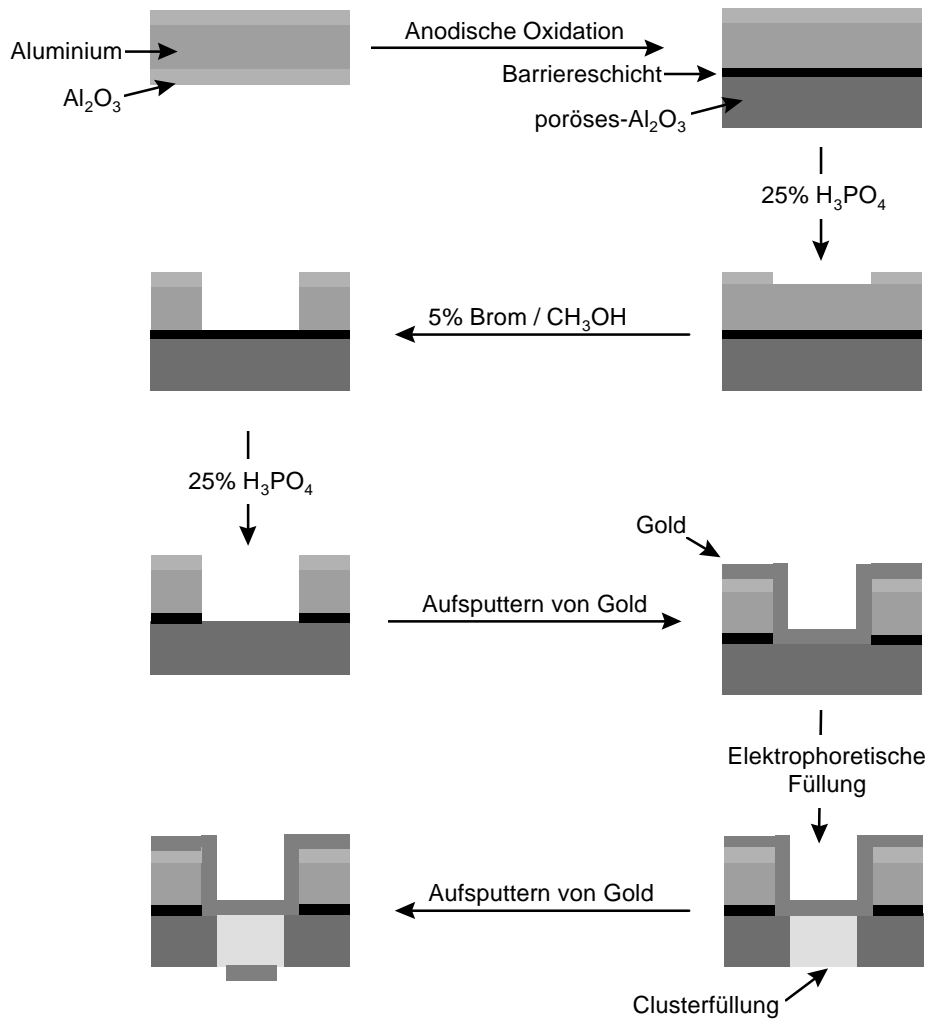 Anodische Oxidation
Aluminium
Al₂O₃
Barriereschicht
poröses-Al₂O₃
25% H₃PO₄
5% Brom / CH₃OH
25% H₃PO₄
Gold
Aufsputtern von Gold
Elektrophoretische
Füllung
Aufsputtern von Gold
Clusterfüllung